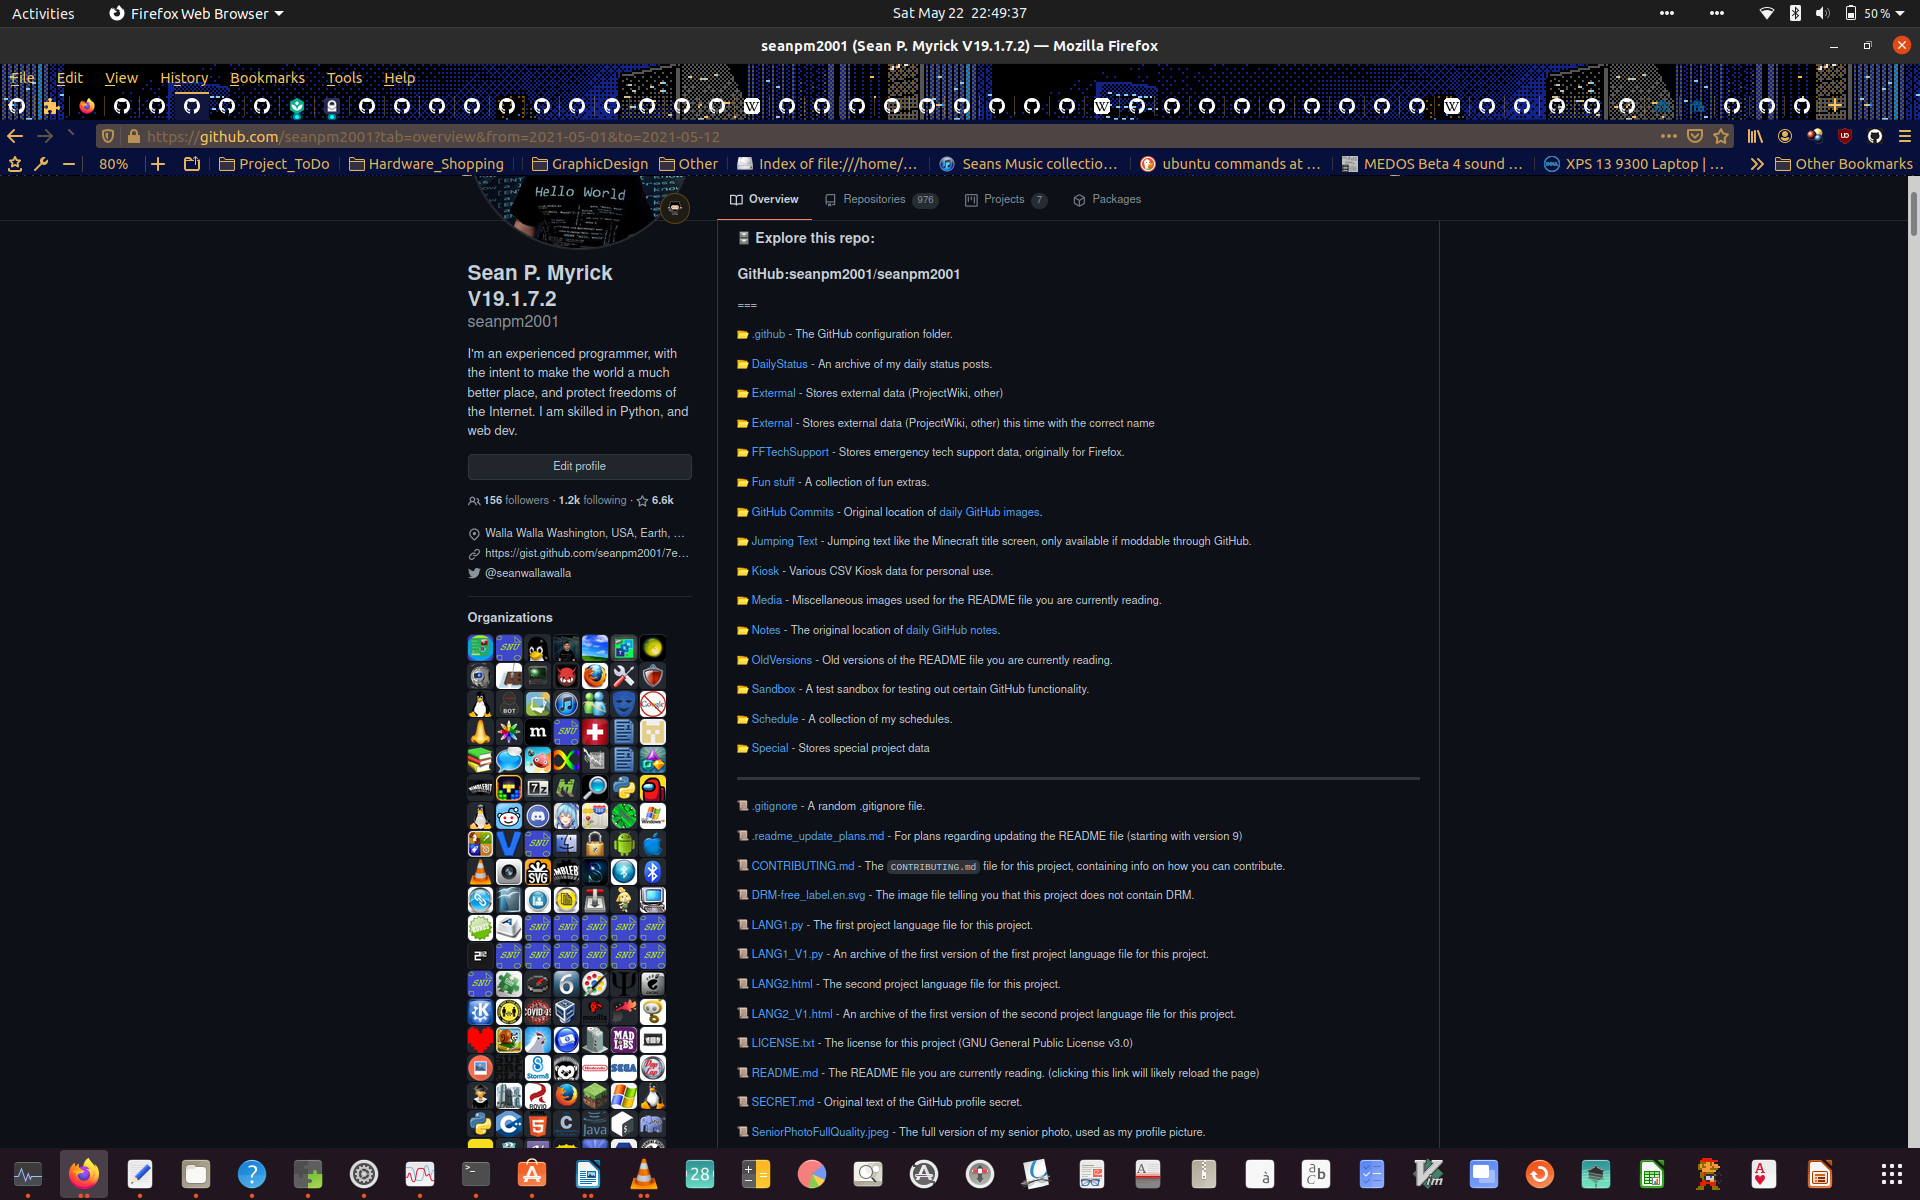 Activities
Firefox Web Browser
Sat May 22  22:49:37
50 %
seanpm2001 (Sean P. Myrick V19.1.7.2) — Mozilla Firefox
File Edit View History Bookmarks Tools Help
https://github.com/seanpm2001?tab=overview&from=2021-05-01&to=2021-05-12
80%
Project_ToDo
Hardware_Shopping
GraphicDesign
Other
Index of file:///home/…
Seans Music collectio…
ubuntu commands at …
MEDOS Beta 4 sound …
XPS 13 9300 Laptop | …
Other Bookmarks
Hello World
Overview
Repositories 976
Projects 7
Packages
Sean P. Myrick
V19.1.7.2
seanpm2001
I'm an experienced programmer, with
the intent to make the world a much
better place, and protect freedoms of
the Internet. I am skilled in Python, and
web dev.
Edit profile
156 followers · 1.2k following · 6.6k
Walla Walla Washington, USA, Earth, …
https://gist.github.com/seanpm2001/7e…
@seanwallawalla
Organizations
Explore this repo:
GitHub:seanpm2001/seanpm2001
===
.github - The GitHub configuration folder.
DailyStatus - An archive of my daily status posts.
Extermal - Stores external data (ProjectWiki, other)
External - Stores external data (ProjectWiki, other) this time with the correct name
FFTechSupport - Stores emergency tech support data, originally for Firefox.
Fun stuff - A collection of fun extras.
GitHub Commits - Original location of daily GitHub images.
Jumping Text - Jumping text like the Minecraft title screen, only available if moddable through GitHub.
Kiosk - Various CSV Kiosk data for personal use.
Media - Miscellaneous images used for the README file you are currently reading.
Notes - The original location of daily GitHub notes.
OldVersions - Old versions of the README file you are currently reading.
Sandbox - A test sandbox for testing out certain GitHub functionality.
Schedule - A collection of my schedules.
Special - Stores special project data
.gitignore - A random .gitignore file.
.readme_update_plans.md - For plans regarding updating the README file (starting with version 9)
CONTRIBUTING.md - The CONTRIBUTING.md file for this project, containing info on how you can contribute.
DRM-free_label.en.svg - The image file telling you that this project does not contain DRM.
LANG1.py - The first project language file for this project.
LANG1_V1.py - An archive of the first version of the first project language file for this project.
LANG2.html - The second project language file for this project.
LANG2_V1.html - An archive of the first version of the second project language file for this project.
LICENSE.txt - The license for this project (GNU General Public License v3.0)
README.md - The README file you are currently reading. (clicking this link will likely reload the page)
SECRET.md - Original text of the GitHub profile secret.
SeniorPhotoFullQuality.jpeg - The full version of my senior photo, used as my profile picture.
28